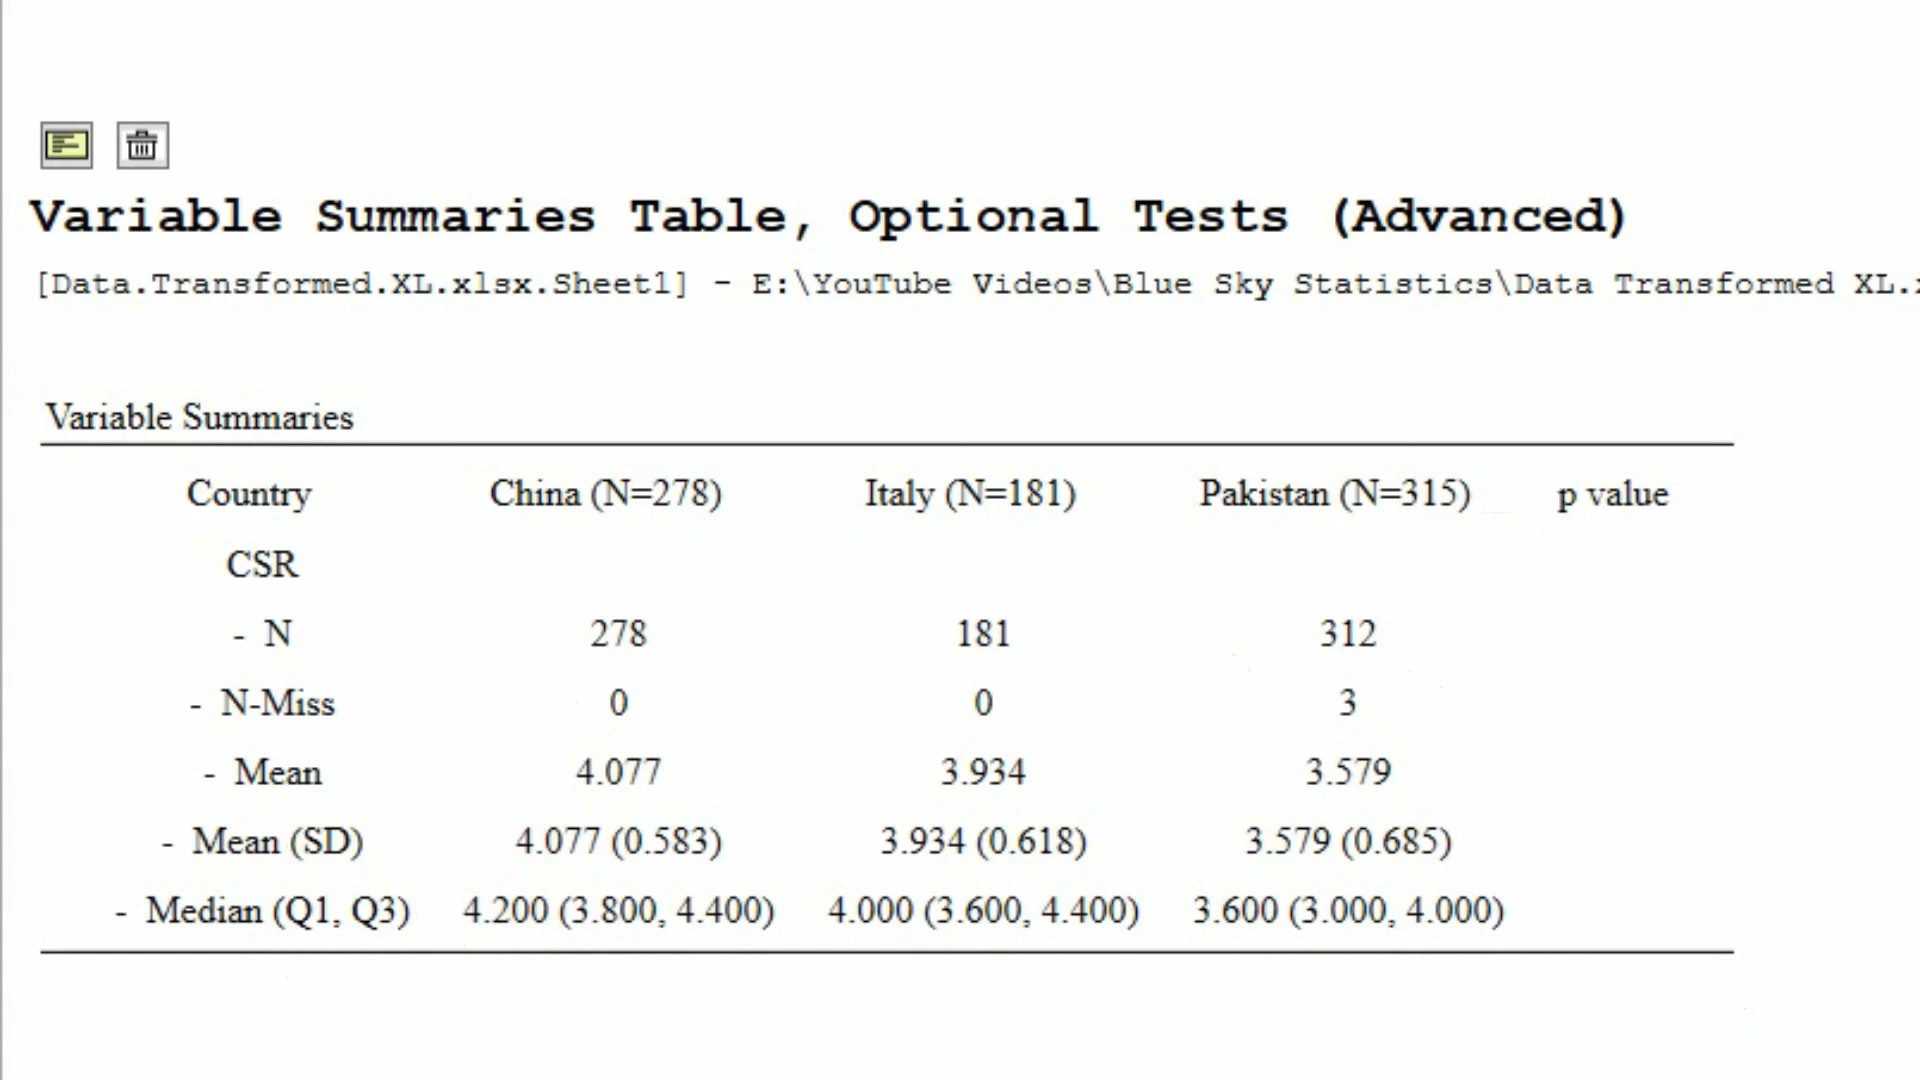 Variable Summaries Table, Optional Tests (Advanced)
[Data.Transformed.XL.xlsx.Sheet1] - E:\YouTube Videos\Blue Sky Statistics\Data Transformed XL.x
Variable Summaries
Country China (N=278) Italy (N=181) Pakistan (N=315) p value
CSR
- N 278 181 312
- N-Miss 0 0 3
- Mean 4.077 3.934 3.579
- Mean (SD) 4.077 (0.583) 3.934 (0.618) 3.579 (0.685)
- Median (Q1, Q3) 4.200 (3.800, 4.400) 4.000 (3.600, 4.400) 3.600 (3.000, 4.000)